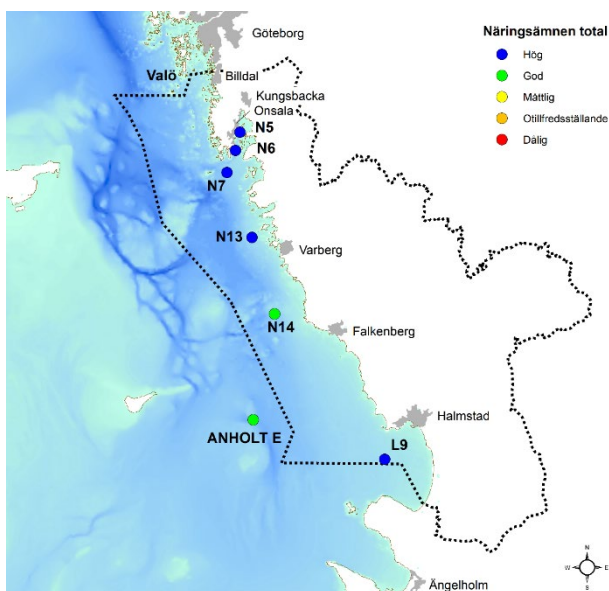 Näringsämnen total
Hög
God
Måttlig
Otillfredsställande
Dålig
Göteborg
Valö
Billdal
Kungsbacka
Onsala
N5
N6
N7
N13
Varberg
N14
Falkenberg
Halmstad
ANHOLT E
L9
Ängelholm
N
W
E
S